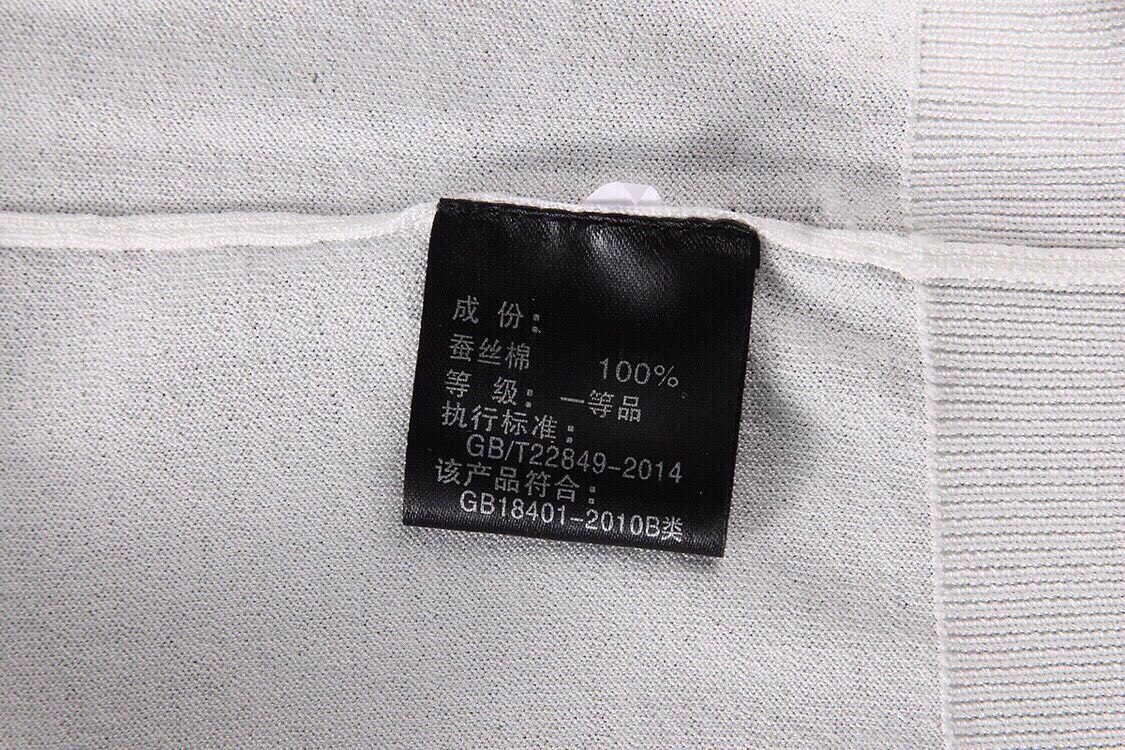 成 份：
蚕丝棉 100%
等 级：一等品
执行标准：
GB/T22849-2014
该产品符合：
GB18401-2010B类